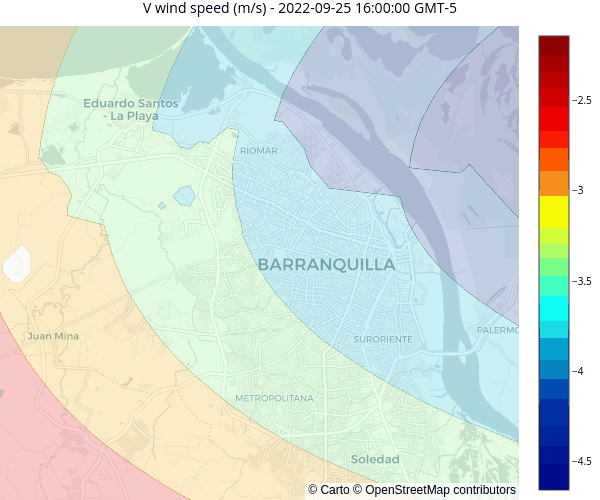 V wind speed (m/s) - 2022-09-25 16:00:00 GMT-5
Eduardo Santos
- La Playa
RIOMAR
BARRANQUILLA
Juan Mina
SURORIENTE
PALERMO
METROPOLITANA
Soledad
−2.5
−3
−3.5
−4
−4.5
© Carto © OpenStreetMap contributors